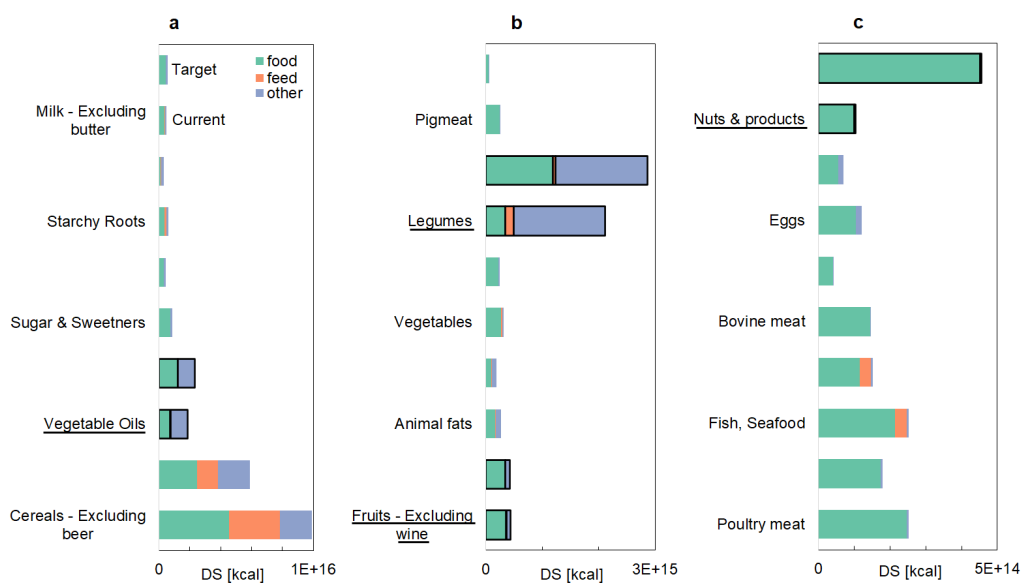 a
food
feed
other
Target
Milk - Excluding
butter
Current
Starchy Roots
Sugar & Sweetners
Vegetable Oils
Cereals - Excluding
beer
0
DS [kcal]
1E+16
b
Pigmeat
Legumes
Vegetables
Animal fats
Fruits - Excluding
wine
0
DS [kcal]
3E+15
c
Nuts & products
Eggs
Bovine meat
Fish, Seafood
Poultry meat
0
DS [kcal]
5E+14